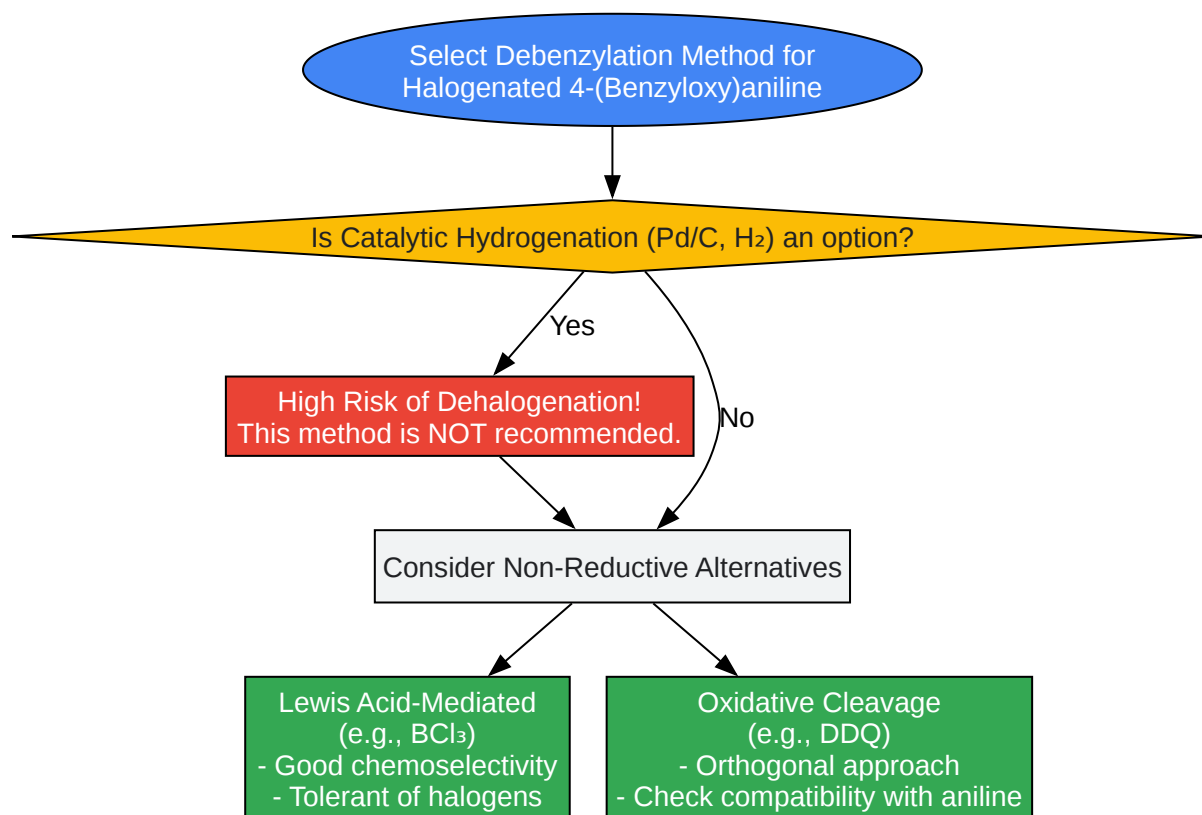 Select Debenzylation Method for
Halogenated 4-(Benzyloxy)aniline
Is Catalytic Hydrogenation (Pd/C, H₂) an option?
Yes
High Risk of Dehalogenation!
This method is NOT recommended.
No
Consider Non-Reductive Alternatives
Lewis Acid-Mediated
(e.g., BCl₃)
- Good chemoselectivity
- Tolerant of halogens
Oxidative Cleavage
(e.g., DDQ)
- Orthogonal approach
- Check compatibility with aniline